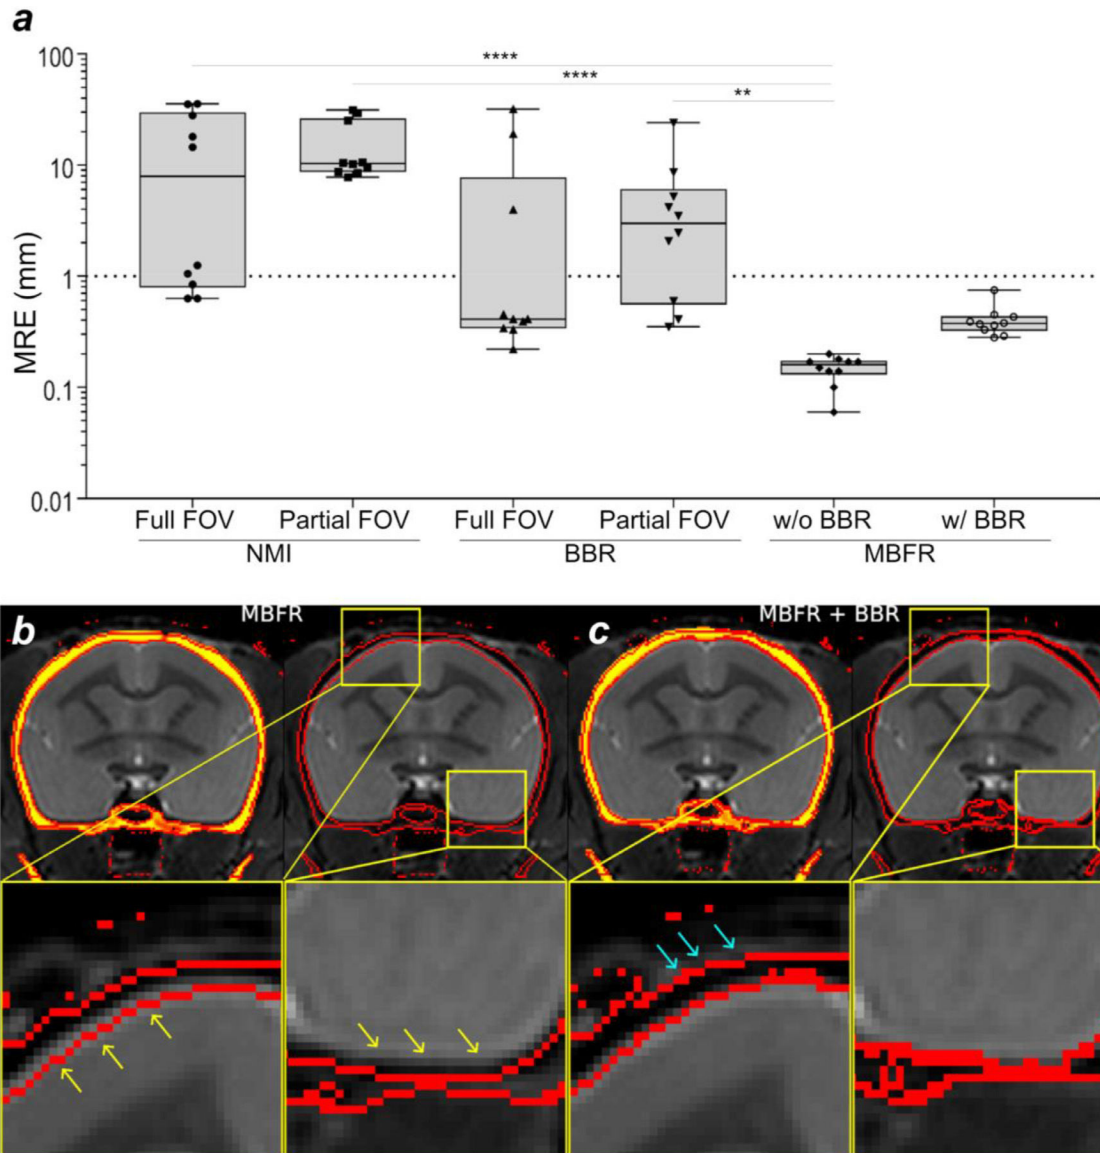 a
100
****
****
**
10
1
0.1
0.01
MRE (mm)
Full FOV Partial FOV Full FOV Partial FOV w/o BBR w/ BBR
NMI BBR MBFR
b MBFR c MBFR + BBR